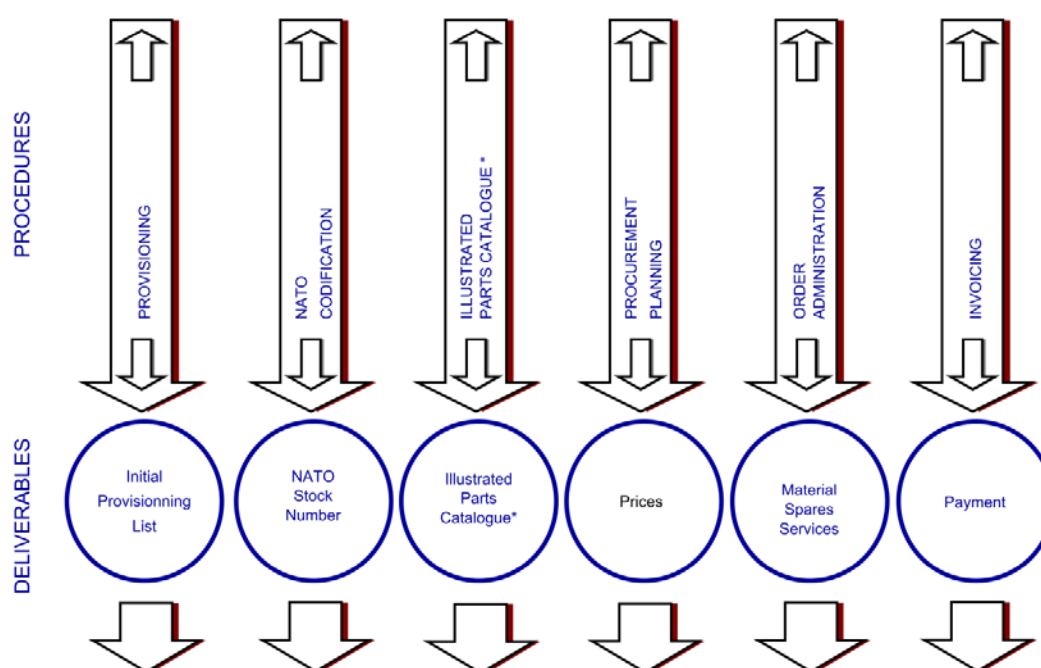 PROCEDURES
PROVISIONING
NATO
CODIFICATION
ILLUSTRATED
PARTS CATALOGUE *
PROCUREMENT
PLANNING
ORDER
ADMINISTRATION
INVOICING
DELIVERABLES
Initial
Provisionning
List
NATO
Stock
Number
Illustrated
Parts
Catalogue*
Prices
Material
Spares
Services
Payment